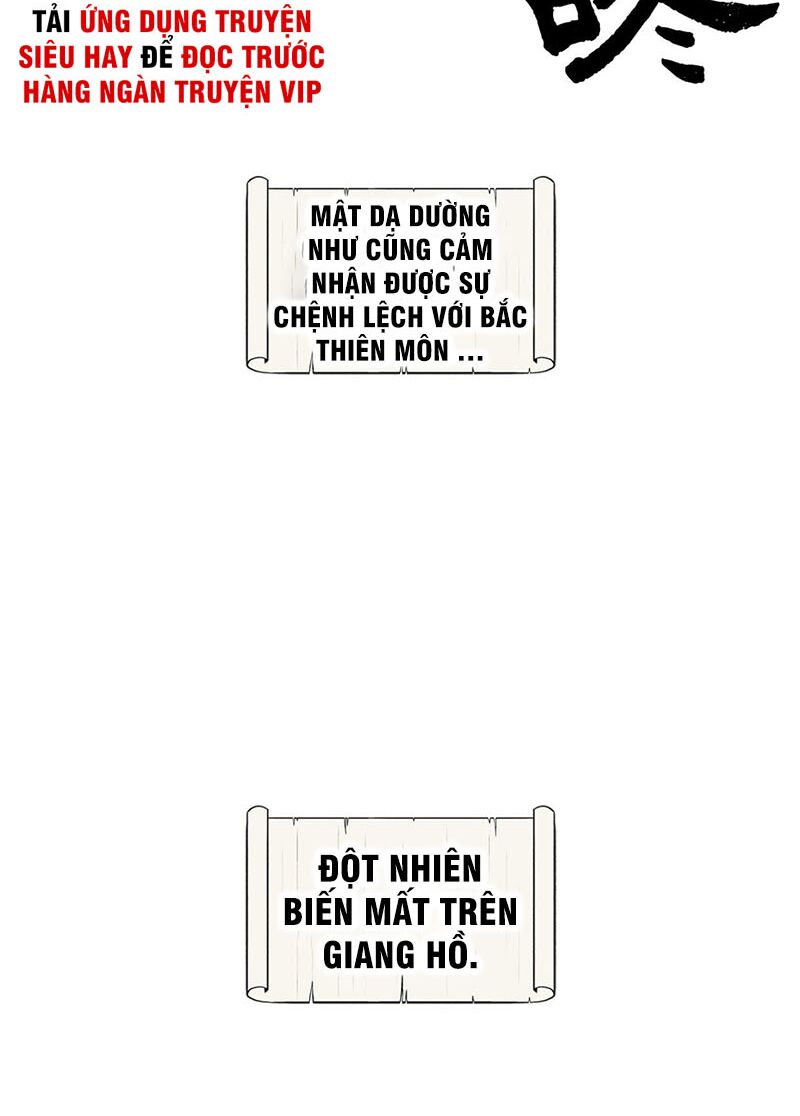 TẢI ỨNG DỤNG TRUYỆN
SIÊU HAY ĐỂ ĐỌC TRƯỚC
HÀNG NGÀN TRUYỆN VIP
MẬT DẠ DƯỜNG
NHƯ CŨNG CẢM
NHẬN ĐƯỢC SỰ
CHÊNH LỆCH VỚI BẮC
THIÊN MÔN ...
ĐỘT NHIÊN
BIẾN MẤT TRÊN
GIANG HỒ.